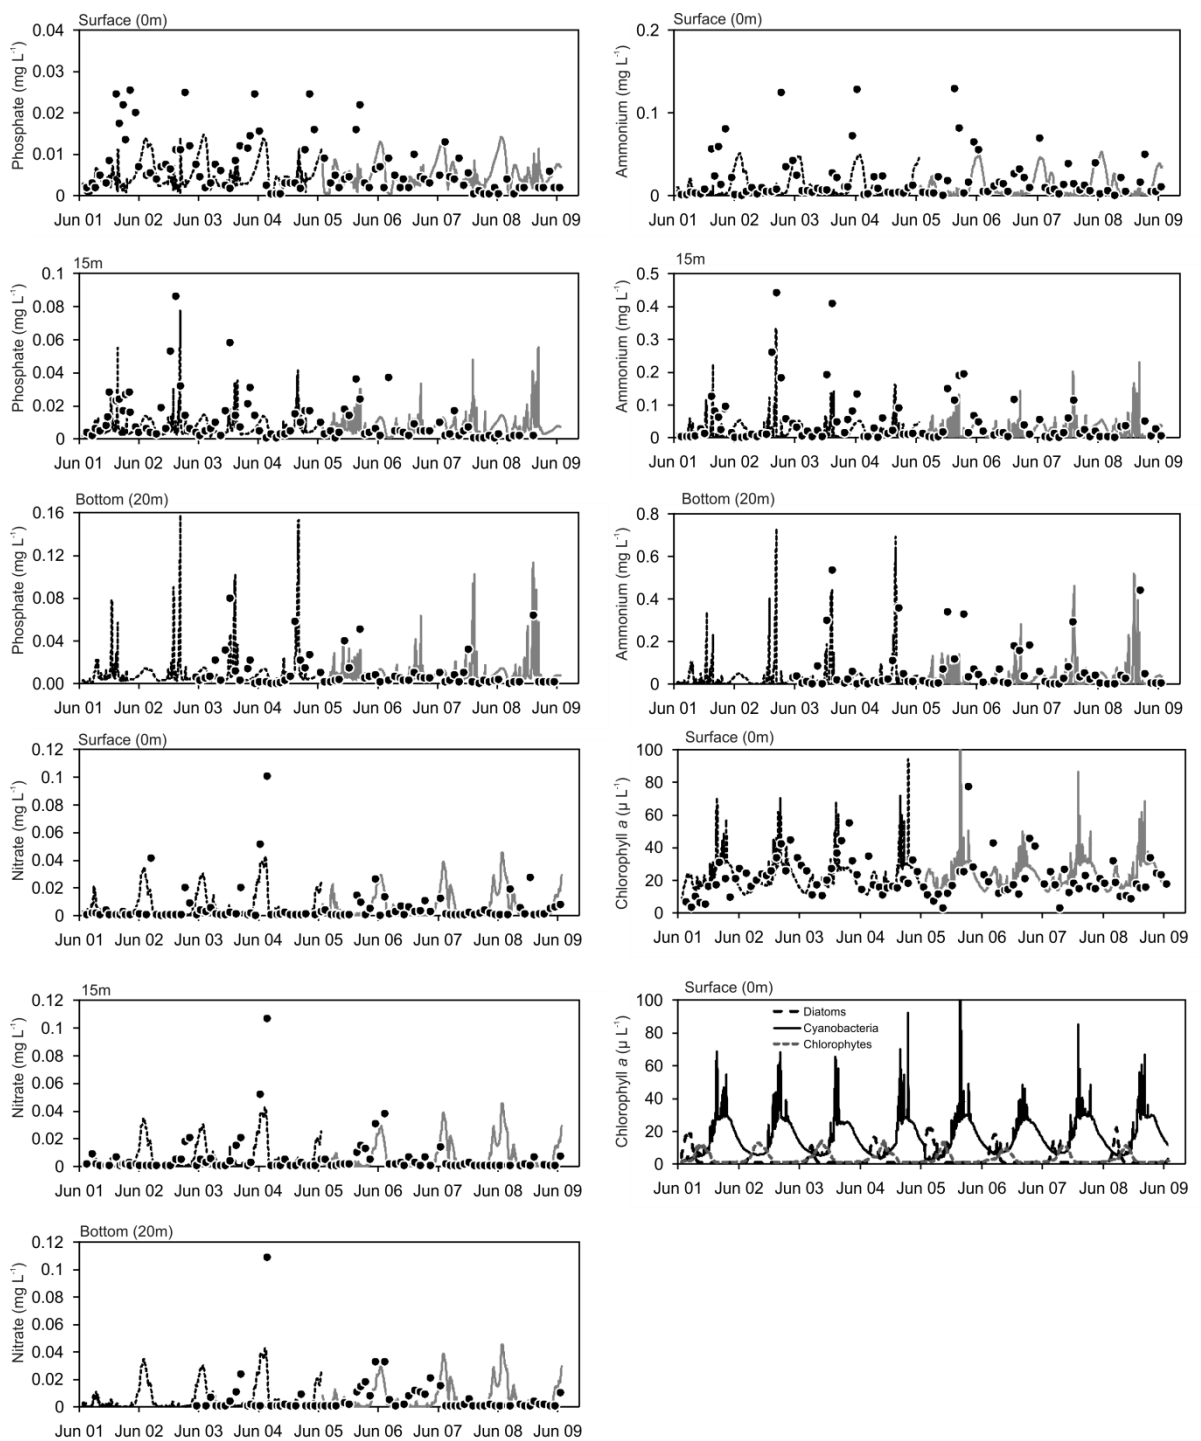 Surface (0m)
0.04
0.03
0.02
0.01
0
Phosphate (mg L⁻¹)
Jun 01 Jun 02 Jun 03 Jun 04 Jun 05 Jun 06 Jun 07 Jun 08 Jun 09
Surface (0m)
0.2
0.1
0
Ammonium (mg L⁻¹)
Jun 01 Jun 02 Jun 03 Jun 04 Jun 05 Jun 06 Jun 07 Jun 08 Jun 09
15m
0.1
0.08
0.06
0.04
0.02
0
Phosphate (mg L⁻¹)
Jun 01 Jun 02 Jun 03 Jun 04 Jun 05 Jun 06 Jun 07 Jun 08 Jun 09
15m
0.5
0.4
0.3
0.2
0.1
0
Ammonium (mg L⁻¹)
Jun 01 Jun 02 Jun 03 Jun 04 Jun 05 Jun 06 Jun 07 Jun 08 Jun 09
Bottom (20m)
0.16
0.12
0.08
0.04
0.00
Phosphate (mg L⁻¹)
Jun 01 Jun 02 Jun 03 Jun 04 Jun 05 Jun 06 Jun 07 Jun 08 Jun 09
Bottom (20m)
0.8
0.6
0.4
0.2
0
Ammonium (mg L⁻¹)
Jun 01 Jun 02 Jun 03 Jun 04 Jun 05 Jun 06 Jun 07 Jun 08 Jun 09
Surface (0m)
0.12
0.1
0.08
0.06
0.04
0.02
0
Nitrate (mg L⁻¹)
Jun 01 Jun 02 Jun 03 Jun 04 Jun 05 Jun 06 Jun 07 Jun 08 Jun 09
Surface (0m)
100
80
60
40
20
0
Chlorophyll a (µ L⁻¹)
Jun 01 Jun 02 Jun 03 Jun 04 Jun 05 Jun 06 Jun 07 Jun 08 Jun 09
15m
0.12
0.1
0.08
0.06
0.04
0.02
0
Nitrate (mg L⁻¹)
Jun 01 Jun 02 Jun 03 Jun 04 Jun 05 Jun 06 Jun 07 Jun 08 Jun 09
Surface (0m)
100
80
60
40
20
0
Chlorophyll a (µ L⁻¹)
Diatoms
Cyanobacteria
Chlorophytes
Jun 01 Jun 02 Jun 03 Jun 04 Jun 05 Jun 06 Jun 07 Jun 08 Jun 09
Bottom (20m)
0.12
0.1
0.08
0.06
0.04
0.02
0
Nitrate (mg L⁻¹)
Jun 01 Jun 02 Jun 03 Jun 04 Jun 05 Jun 06 Jun 07 Jun 08 Jun 09